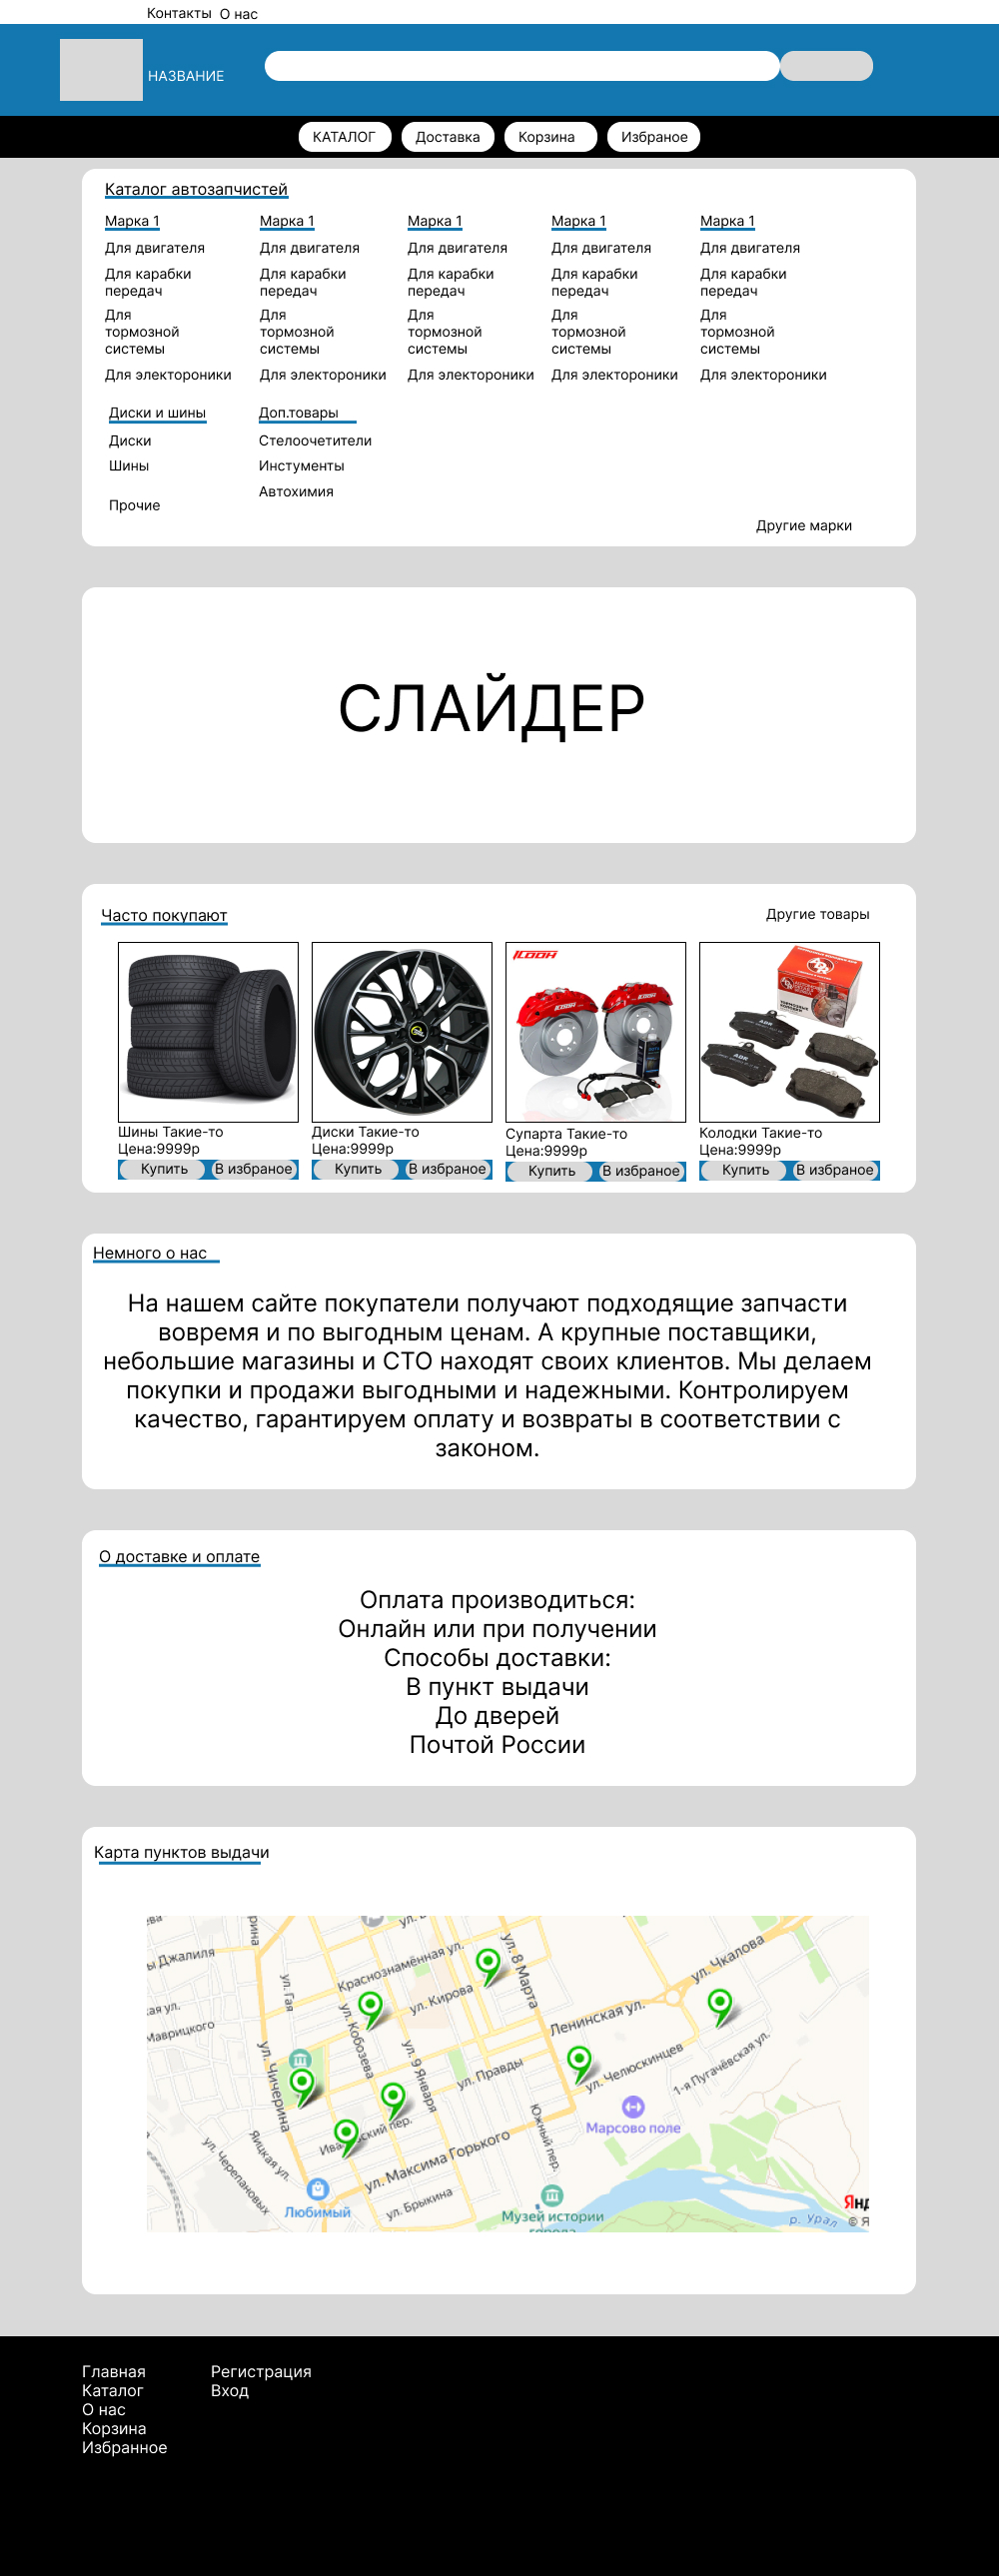 Контакты О нас
НАЗВАНИЕ
КАТАЛОГ Доставка Корзина Избраное
Каталог автозапчистей
Марка 1 Марка 1 Марка 1 Марка 1 Марка 1
Для двигателя Для двигателя Для двигателя Для двигателя Для двигателя
Для карабки Для карабки Для карабки Для карабки Для карабки
передач передач передач передач передач
Для Для Для Для Для
тормозной тормозной тормозной тормозной тормозной
системы системы системы системы системы
Для электороники Для электороники Для электороники Для электороники Для электороники
Диски и шины Доп.товары
Диски Стелоочетители
Шины Инстументы
Автохимия
Прочие
Другие марки
СЛАЙДЕР
Часто покупают Другие товары
Шины Такие-то Диски Такие-то Супарта Такие-то Колодки Такие-то
Цена:9999р Цена:9999р Цена:9999р Цена:9999р
Купить В избраное Купить В избраное Купить В избраное Купить В избраное
Немного о нас
На нашем сайте покупатели получают подходящие запчасти
вовремя и по выгодным ценам. А крупные поставщики,
небольшие магазины и СТО находят своих клиентов. Мы делаем
покупки и продажи выгодными и надежными. Контролируем
качество, гарантируем оплату и возвраты в соответствии с
законом.
О доставке и оплате
Оплата производиться:
Онлайн или при получении
Способы доставки:
В пункт выдачи
До дверей
Почтой России
Карта пунктов выдачи
ул. 8 Марта
ул. Чкалова
Краснознамённая ул.
ул. Гая
ул. Кирова
Ленинская ул.
ул. Кобозева
ул. 9 Января
ул. Правды
ул. Челюскинцев
1-я Пугачёвская ул.
ул. Чичерина
Марсово поле
Южный пер.
Яицкая ул.
ул. Черепановых
ул. Максима Горького
ул. Брыкина
Любимый
Музей истории
города
р. Урал
Главная Регистрация
Каталог Вход
О нас
Корзина
Избранное